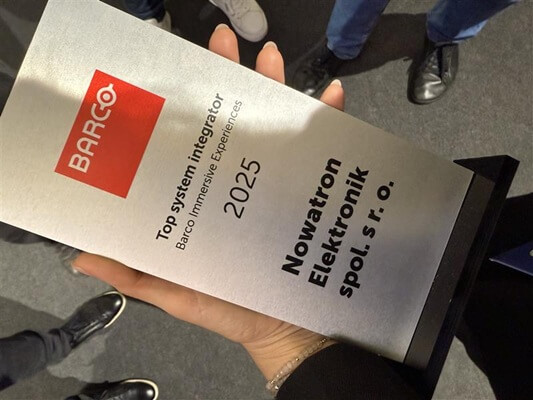 BARCO
Top system integrator
Barco Immersive Experiences
2025
Nowatron
Elektronik
spol. s r. o.